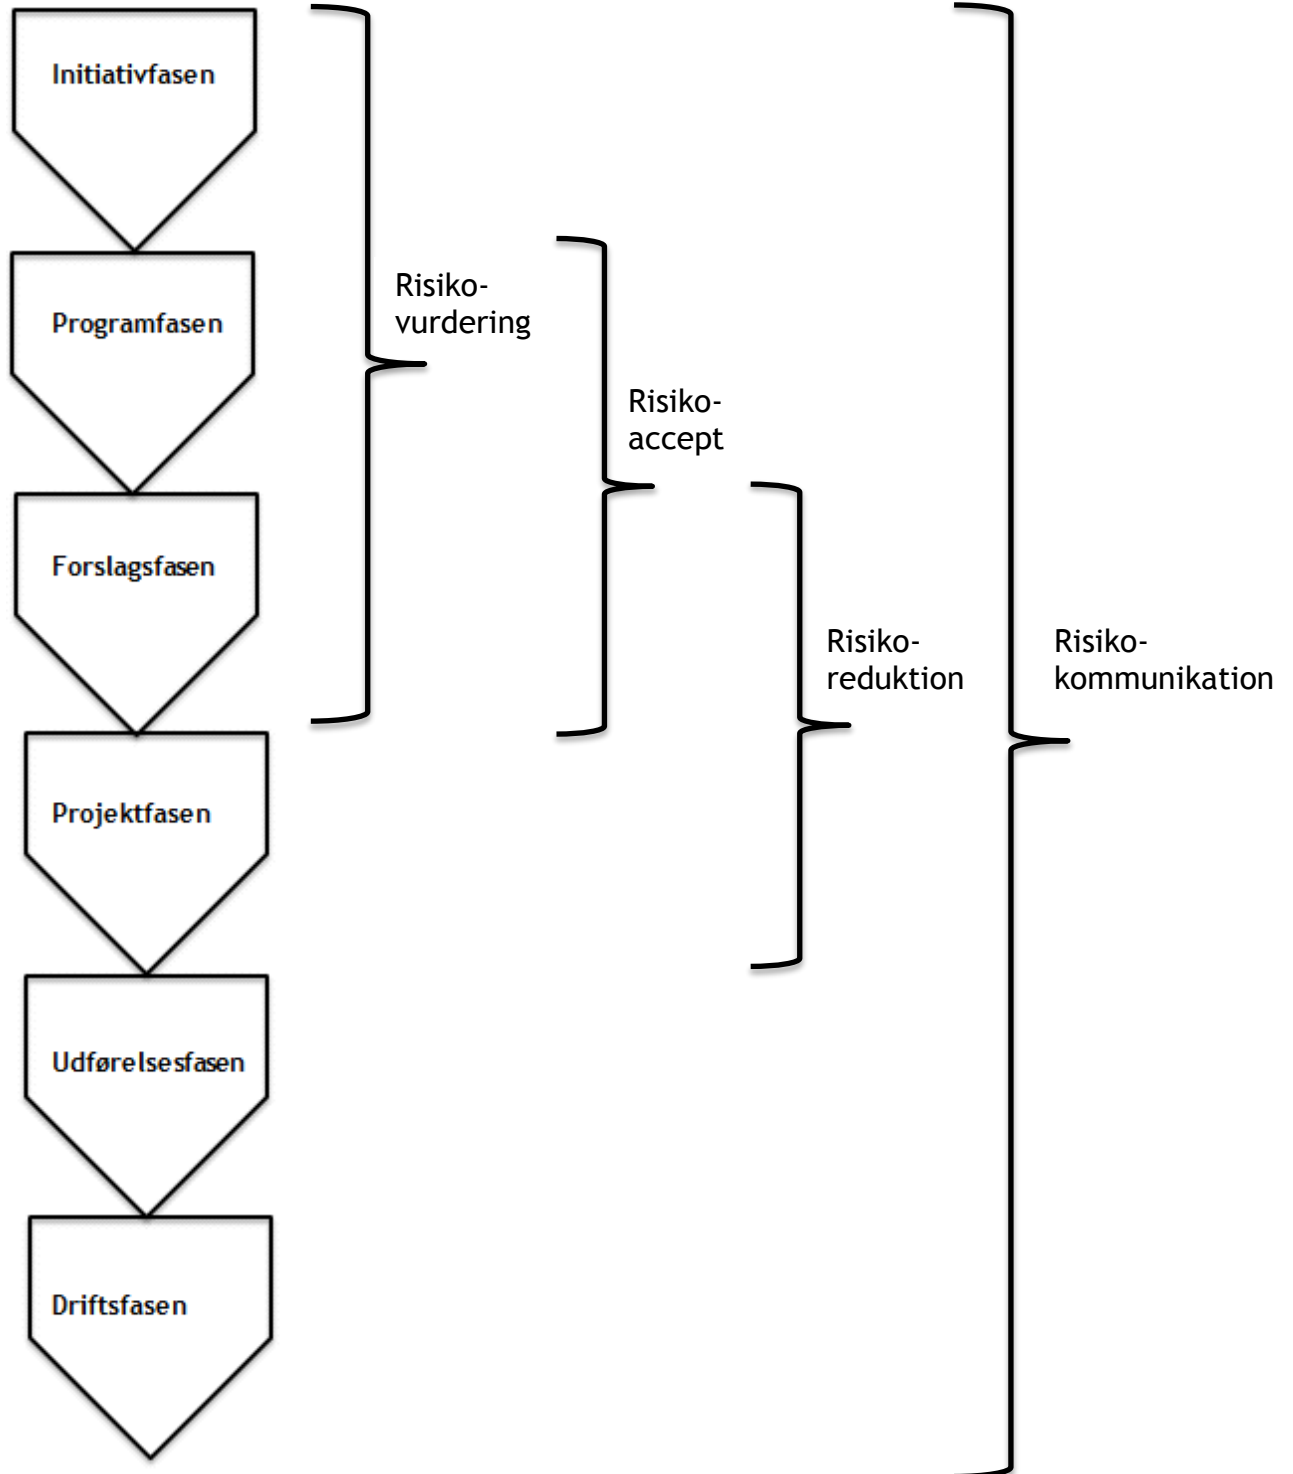 Initiativfasen
Programfasen
Forslagsfasen
Projektfasen
Udførelsesfasen
Driftsfasen
Risiko-
vurdering
Risiko-
accept
Risiko-
reduktion
Risiko-
kommunikation